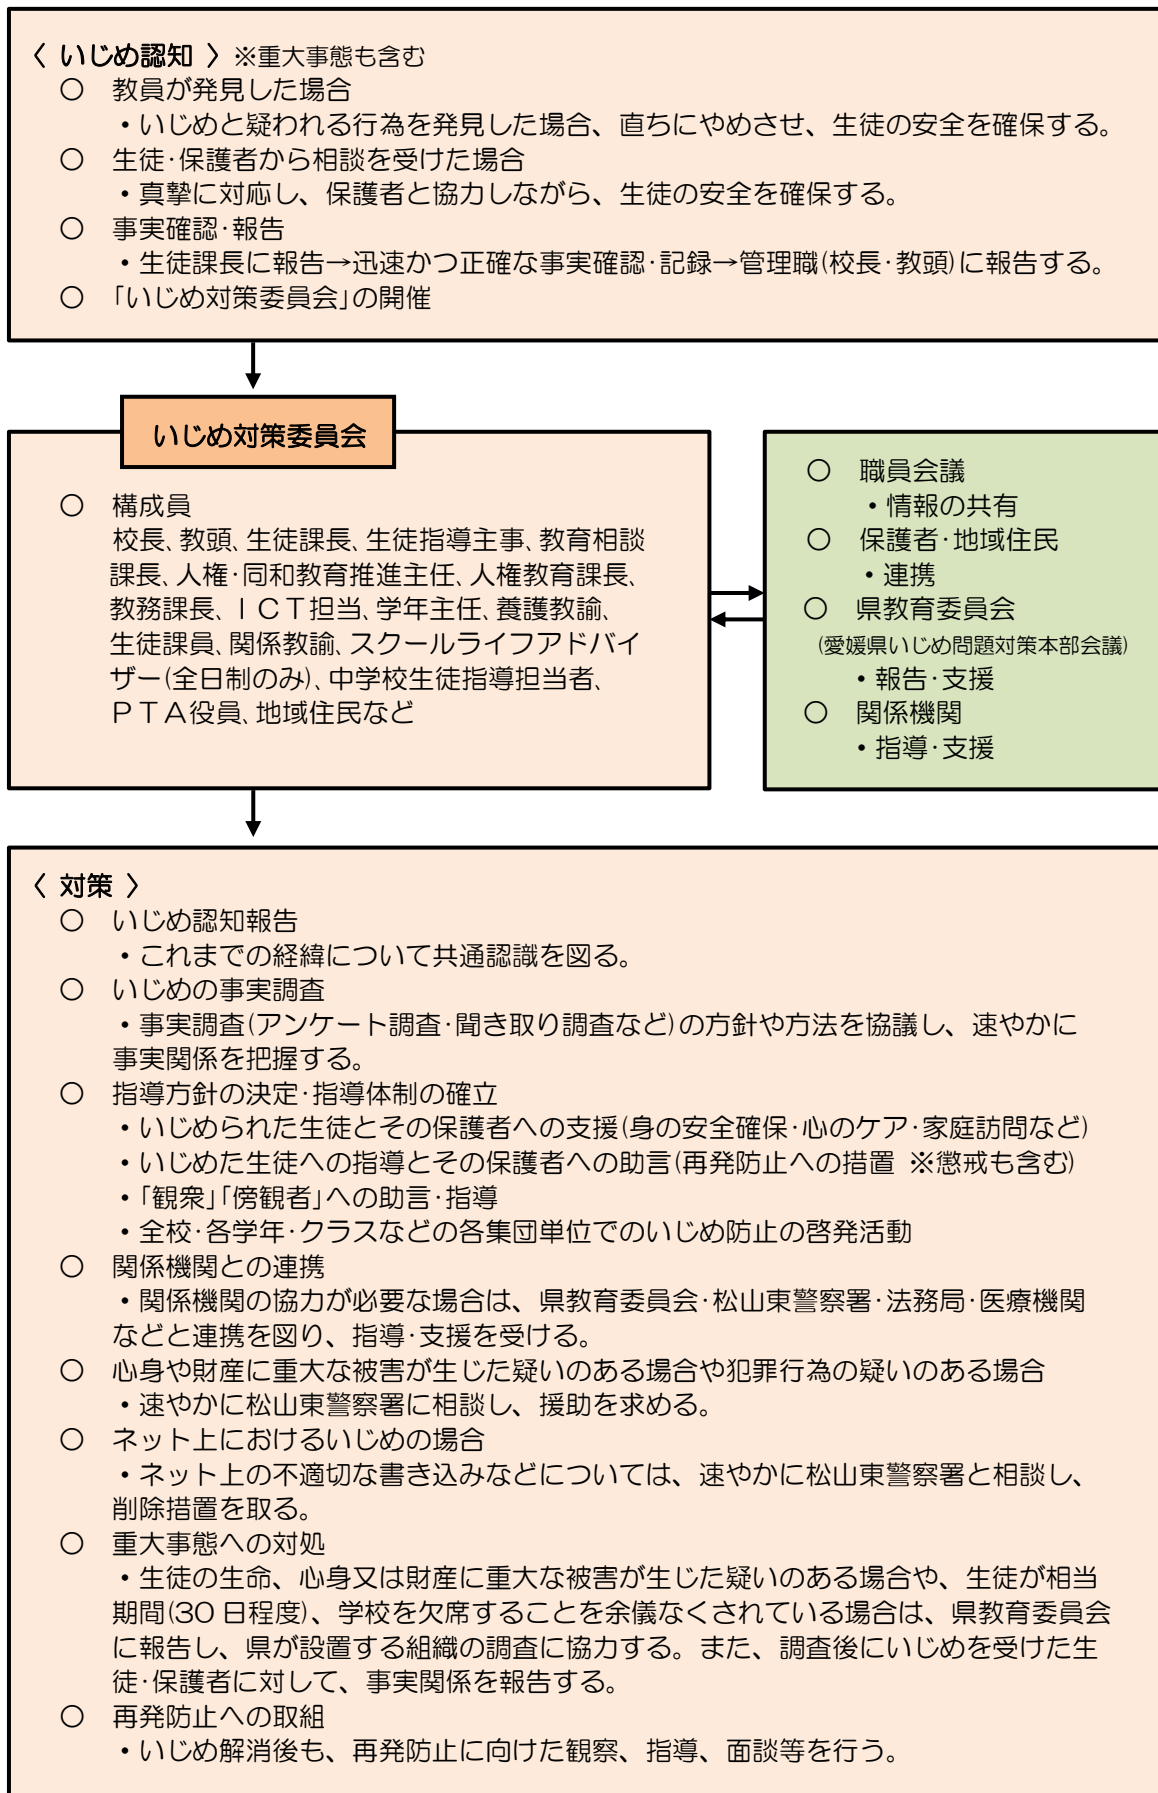 〈 いじめ認知 〉※重大事態も含む
○ 教員が発見した場合
・いじめと疑われる行為を発見した場合、直ちにやめさせ、生徒の安全を確保する。
○ 生徒・保護者から相談を受けた場合
・真摯に対応し、保護者と協力しながら、生徒の安全を確保する。
○ 事実確認・報告
・生徒課長に報告→迅速かつ正確な事実確認・記録→管理職(校長・教頭)に報告する。
○ 「いじめ対策委員会」の開催
いじめ対策委員会
○ 構成員
校長、教頭、生徒課長、生徒指導主事、教育相談
課長、人権・同和教育推進主任、人権教育課長、
教務課長、ＩＣＴ担当、学年主任、養護教諭、
生徒課員、関係教諭、スクールライフアドバイ
ザー(全日制のみ)、中学校生徒指導担当者、
ＰＴＡ役員、地域住民など
○ 職員会議
・情報の共有
○ 保護者・地域住民
・連携
○ 県教育委員会
(愛媛県いじめ問題対策本部会議)
・報告・支援
○ 関係機関
・指導・支援
〈 対策 〉
○ いじめ認知報告
・これまでの経緯について共通認識を図る。
○ いじめの事実調査
・事実調査(アンケート調査・聞き取り調査など)の方針や方法を協議し、速やかに
事実関係を把握する。
○ 指導方針の決定・指導体制の確立
・いじめられた生徒とその保護者への支援(身の安全確保・心のケア・家庭訪問など)
・いじめた生徒への指導とその保護者への助言(再発防止への措置 ※懲戒も含む)
・「観衆」「傍観者」への助言・指導
・全校・各学年・クラスなどの各集団単位でのいじめ防止の啓発活動
○ 関係機関との連携
・関係機関の協力が必要な場合は、県教育委員会・松山東警察署・法務局・医療機関
などと連携を図り、指導・支援を受ける。
○ 心身や財産に重大な被害が生じた疑いのある場合や犯罪行為の疑いのある場合
・速やかに松山東警察署に相談し、援助を求める。
○ ネット上におけるいじめの場合
・ネット上の不適切な書き込みなどについては、速やかに松山東警察署と相談し、
削除措置を取る。
○ 重大事態への対処
・生徒の生命、心身又は財産に重大な被害が生じた疑いのある場合や、生徒が相当
期間(30 日程度)、学校を欠席することを余儀なくされている場合は、県教育委員会
に報告し、県が設置する組織の調査に協力する。また、調査後にいじめを受けた生
徒・保護者に対して、事実関係を報告する。
○ 再発防止への取組
・いじめ解消後も、再発防止に向けた観察、指導、面談等を行う。